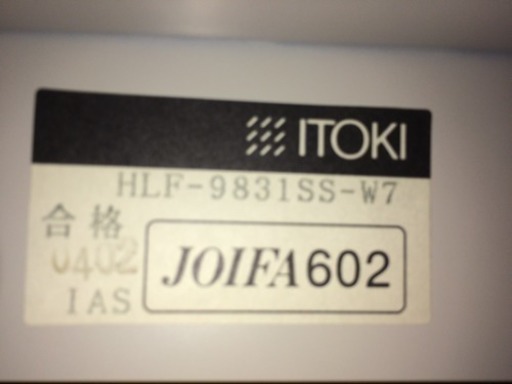 ITOKI
HLF-9831SS-W7
合格
0402
IAS
JOIFA602